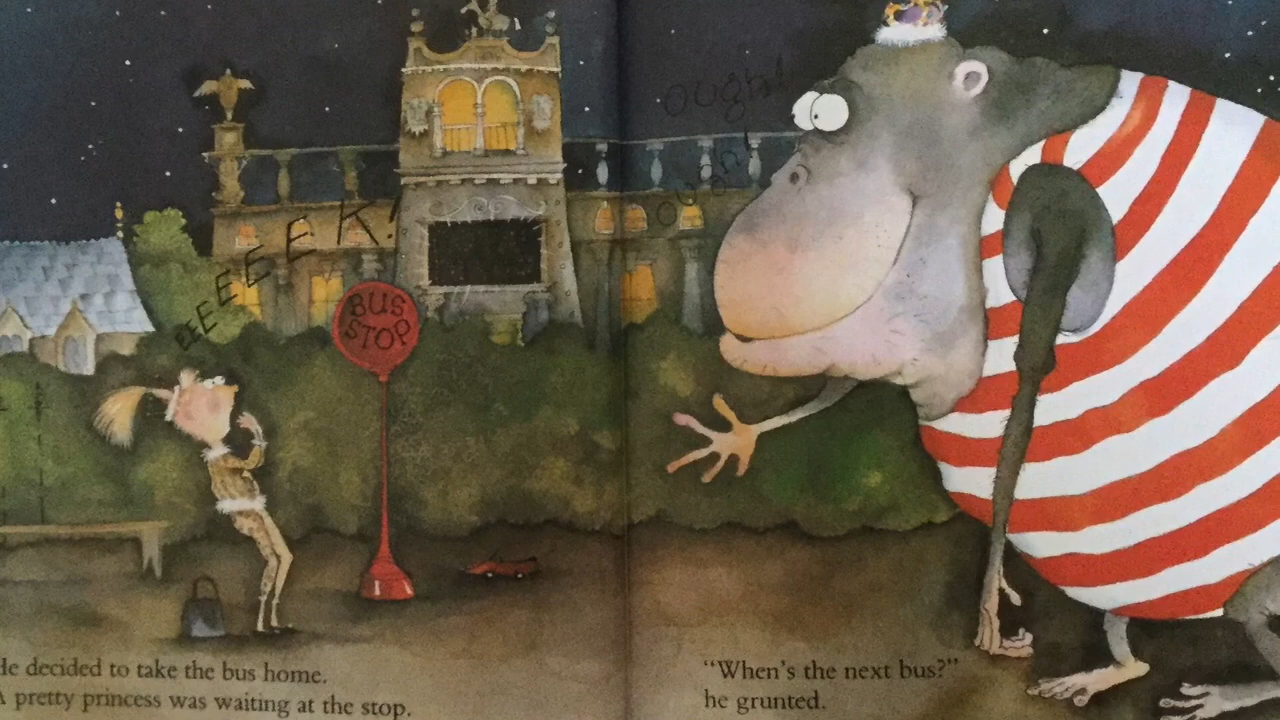 EEEEEEK!
BUS
STOP
He decided to take the bus home.
A pretty princess was waiting at the stop.
ough!
ough!
"When's the next bus?"
he grunted.